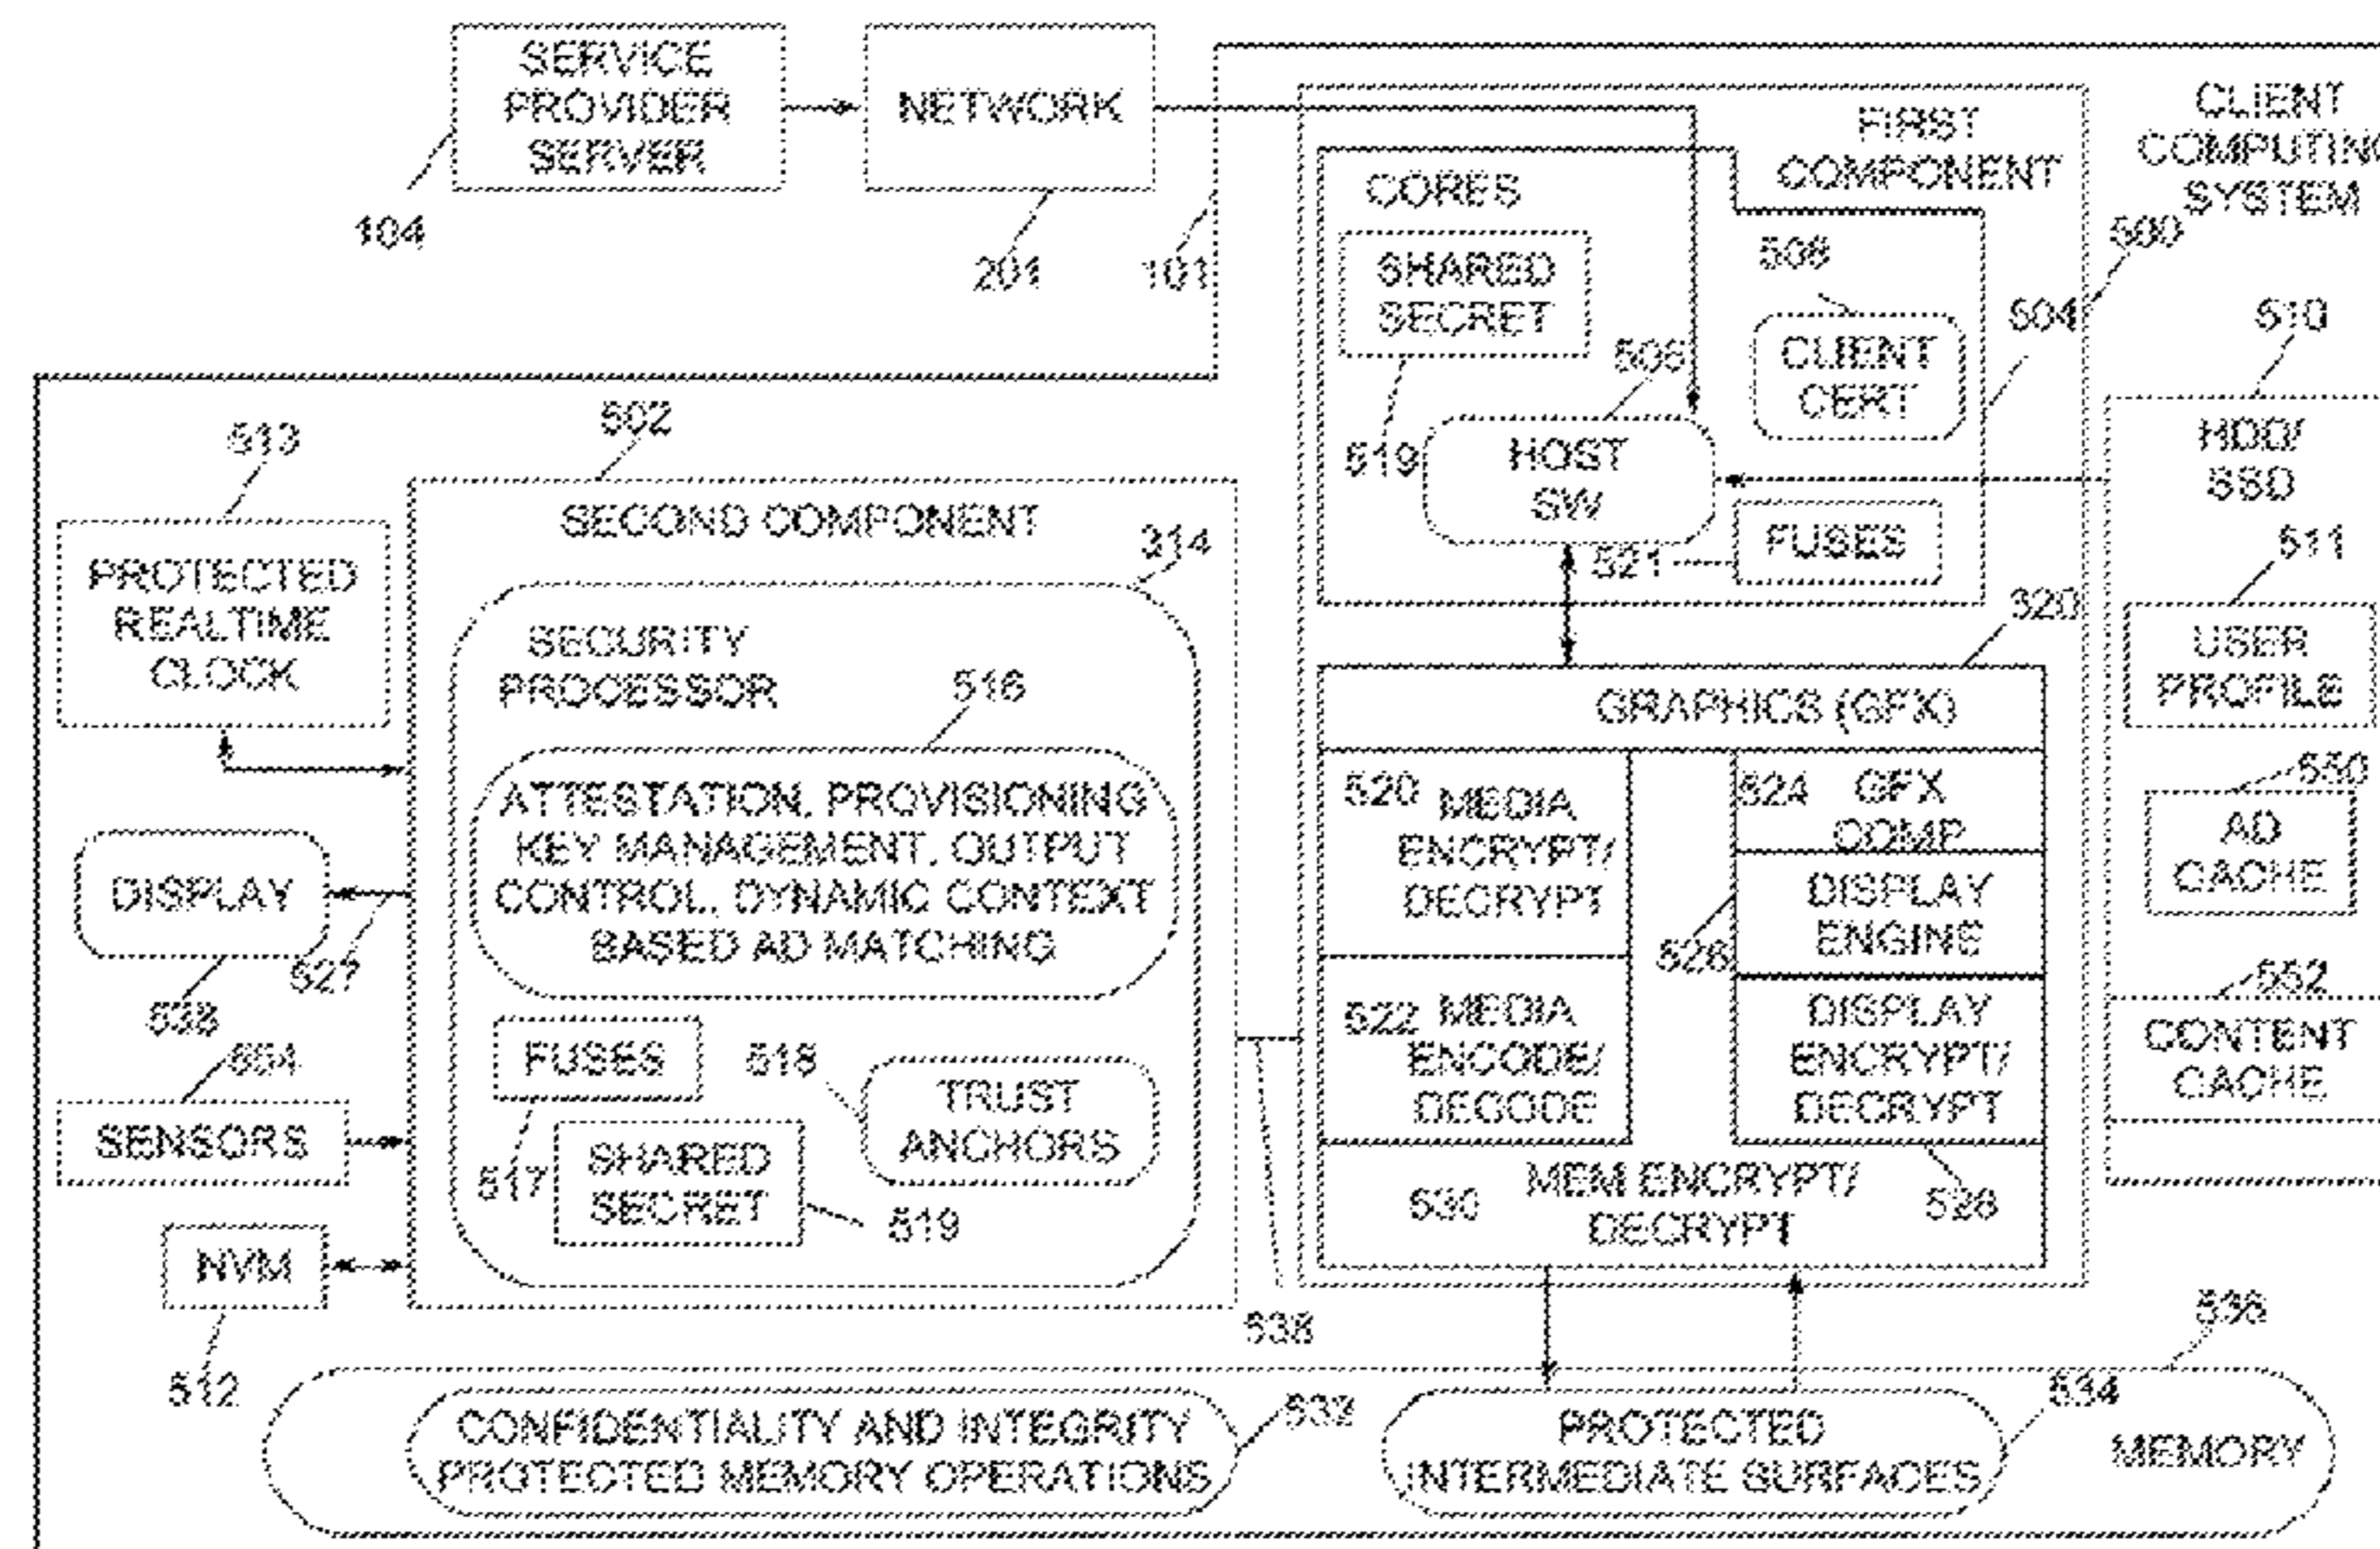 SERVICE
PROVIDER
SERVER
104
NETWORK
201
101
CLIENT
COMPUTING
SYSTEM
FIRST
COMPONENT
500
504
CORES
SHARED
SECRET
519
506
HOST
SW
508
CLIENT
CERT
521
FUSES
510
HDD/
SSD
511
USER
PROFILE
550
AD
CACHE
552
CONTENT
CACHE
513
PROTECTED
REALTIME
CLOCK
502
SECOND COMPONENT
314
SECURITY
PROCESSOR
516
ATTESTATION, PROVISIONING
KEY MANAGEMENT, OUTPUT
CONTROL, DYNAMIC CONTEXT
BASED AD MATCHING
FUSES
517
518
TRUST
ANCHORS
SHARED
SECRET
519
DISPLAY
527
538
554
SENSORS
NVM
512
320
GRAPHICS (GFX)
520 MEDIA
ENCRYPT/
DECRYPT
522 MEDIA
ENCODE/
DECODE
524 GFX
COMP
526
DISPLAY
ENGINE
DISPLAY
ENCRYPT/
DECRYPT
528
530
MEM ENCRYPT/
DECRYPT
538
536
CONFIDENTIALITY AND INTEGRITY
PROTECTED MEMORY OPERATIONS
532
PROTECTED
INTERMEDIATE SURFACES
534
MEMORY